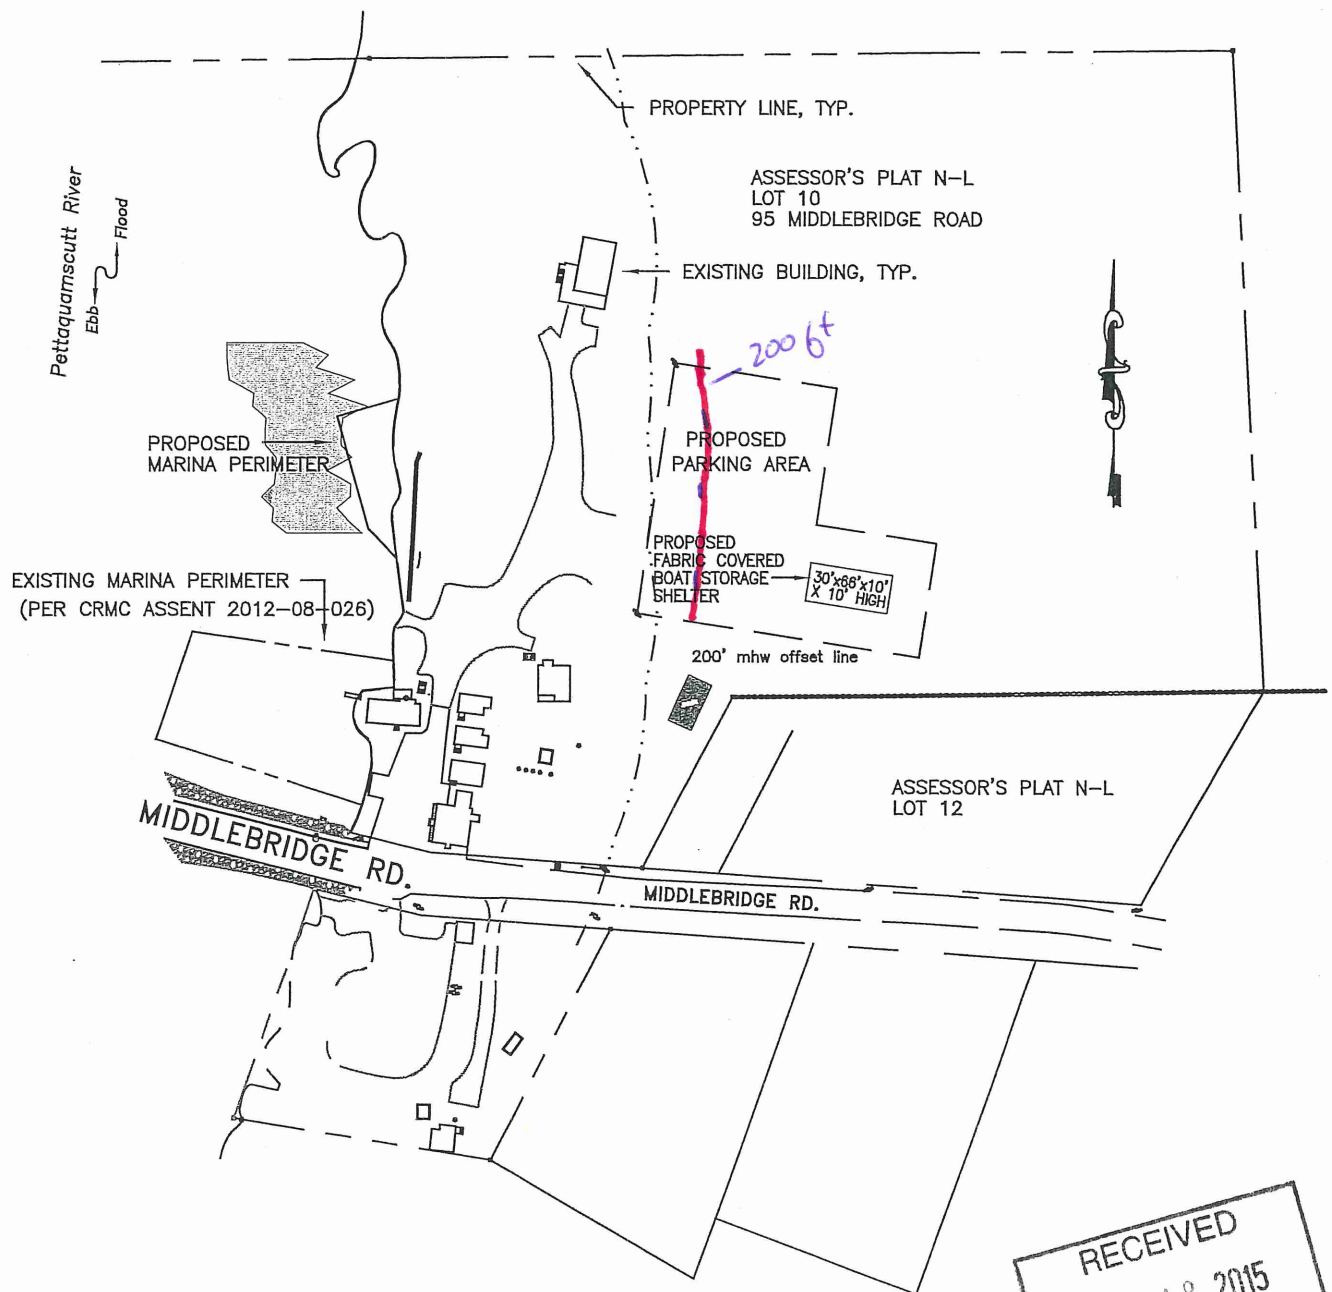 PROPERTY LINE, TYP.
Pettaquamscutt River
Ebb
Flood
ASSESSOR'S PLAT N-L
LOT 10
95 MIDDLEBRIDGE ROAD
EXISTING BUILDING, TYP.
200 ft
PROPOSED
MARINA PERIMETER
PROPOSED
PARKING AREA
PROPOSED
FABRIC COVERED
BOAT STORAGE
SHELTER
30'x66'x10'
X 10' HIGH
EXISTING MARINA PERIMETER
(PER CRMC ASSENT 2012-08-026)
200' mhw offset line
ASSESSOR'S PLAT N-L
LOT 12
MIDDLEBRIDGE RD.
MIDDLEBRIDGE RD.
RECEIVED
2015